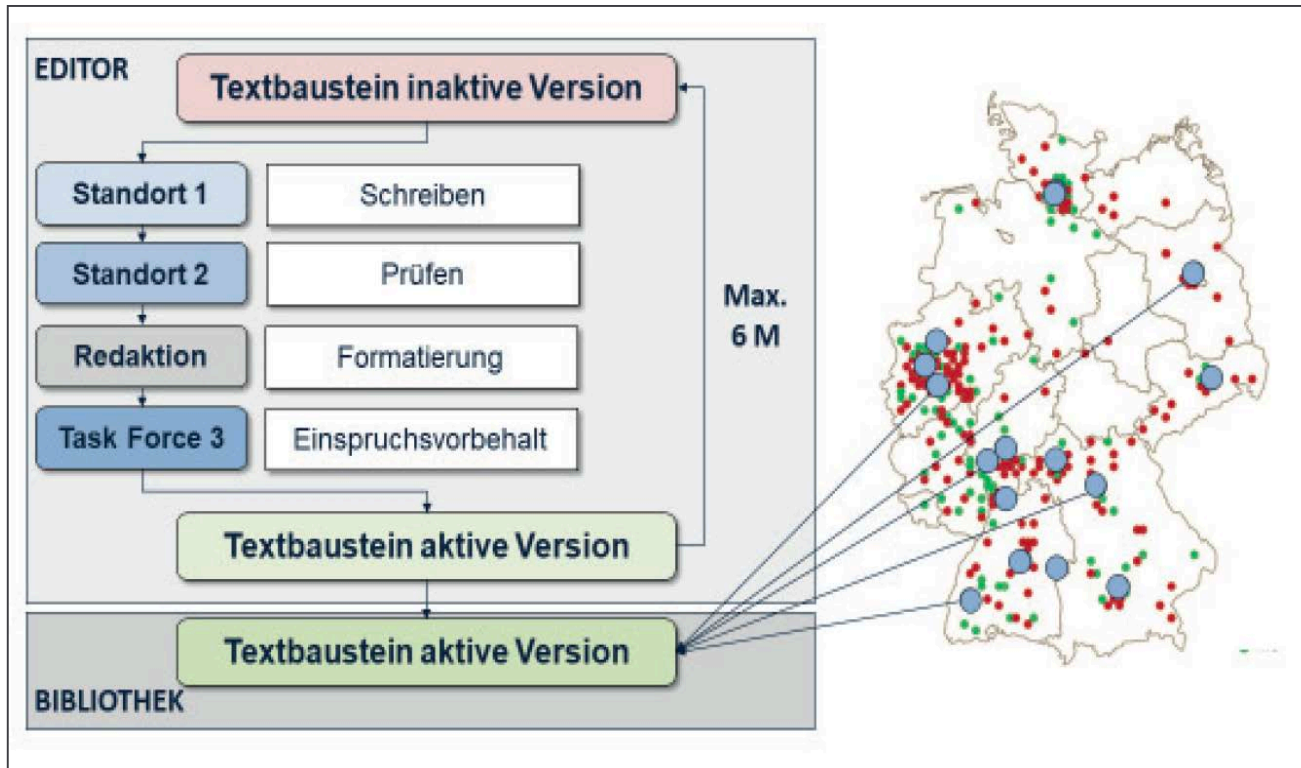 EDITOR
Textbaustein inaktive Version
Standort 1
Schreiben
Standort 2
Prüfen
Redaktion
Formatierung
Task Force 3
Einspruchsvorbehalt
Max.
6 M
Textbaustein aktive Version
Textbaustein aktive Version
BIBLIOTHEK